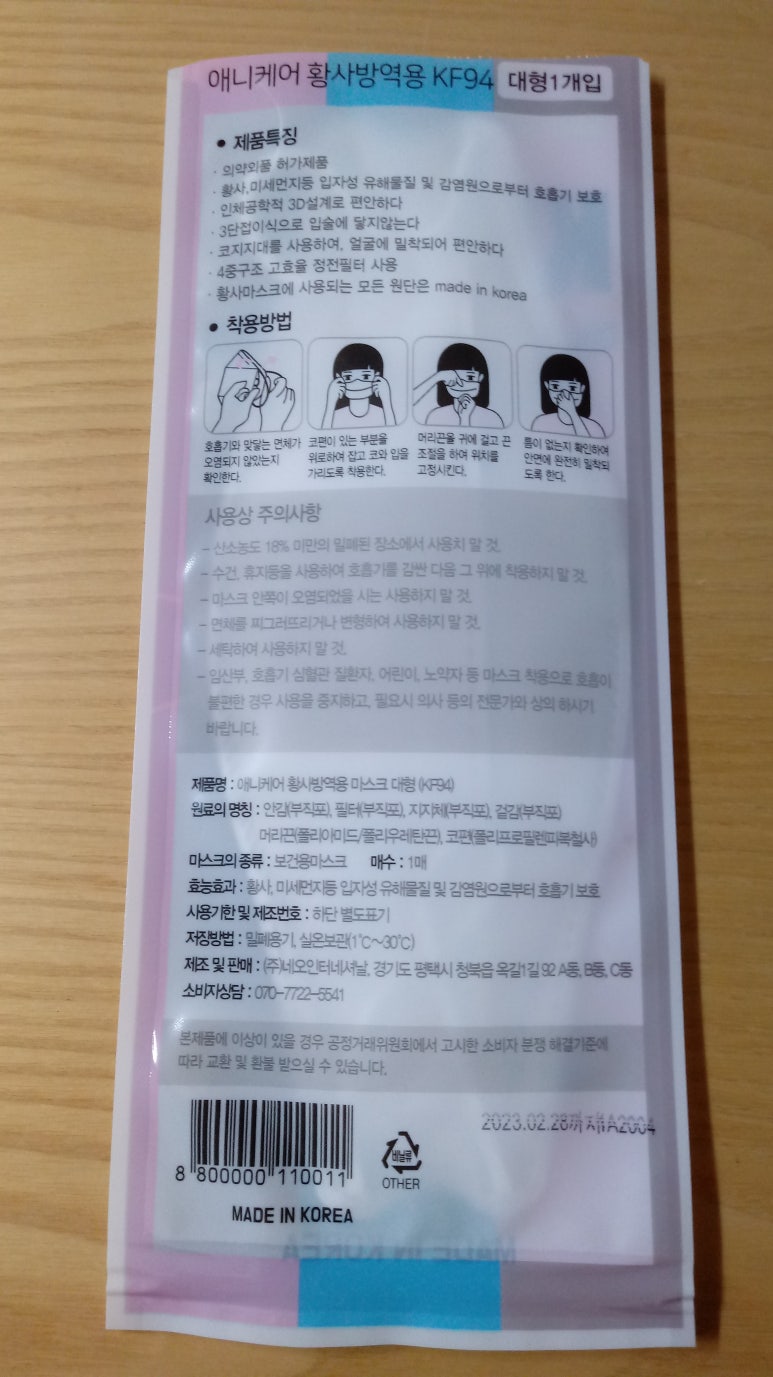 애니케어 황사방역용 KF94 대형1개입
● 제품특징
· 의약외품 허가제품
· 황사,미세먼지등 입자성 유해물질 및 감염원으로부터 호흡기 보호
· 인체공학적 3D설계로 편안하다
· 3단접이식으로 입술에 닿지않는다
· 코지지대를 사용하여, 얼굴에 밀착되어 편안하다
· 4중구조 고효율 정전필터 사용
· 황사마스크에 사용되는 모든 원단은 made in korea
● 착용방법
호흡기와 맞닿는 면체가
오염되지 않았는지
확인한다.
코편이 있는 부분을
위로하여 잡고 코와 입을
가리도록 착용한다.
머리끈을 귀에 걸고 끈
조절을 하여 위치를
고정시킨다.
틈이 없는지 확인하여
안면에 완전히 밀착되
도록 한다.
사용상 주의사항
– 산소농도 18% 미만의 밀폐된 장소에서 사용치 말 것.
– 수건, 휴지등을 사용하여 호흡기를 감싼 다음 그 위에 착용하지 말 것.
– 마스크 안쪽이 오염되었을 시는 사용하지 말 것.
– 면체를 찌그러뜨리거나 변형하여 사용하지 말 것.
– 세탁하여 사용하지 말 것.
– 임신부, 호흡기 심혈관 질환자, 어린이, 노약자 등 마스크 착용으로 호흡이
불편한 경우 사용을 중지하고, 필요시 의사 등의 전문가와 상의 하시기
바랍니다.
제품명 : 애니케어 황사방역용 마스크 대형 (KF94)
원료의 명칭 : 안감(부직포), 필터(부직포), 지지체(부직포), 겉감(부직포)
머리끈(폴리아미드/폴리우레탄끈), 코편(폴리프로필렌피복철사)
마스크의 종류 : 보건용마스크 매수 : 1매
효능효과 : 황사, 미세먼지등 입자성 유해물질 및 감염원으로부터 호흡기 보호
사용기한 및 제조번호 : 하단 별도표기
저장방법 : 밀폐용기, 실온보관(1℃~30℃)
제조 및 판매 : (주)네오인터네셔날, 경기도 평택시 청북읍 옥길1길 92 A동, B동, C동
소비자상담 : 070-7722-5541
본제품에 이상이 있을 경우 공정거래위원회에서 고시한 소비자 분쟁 해결기준에
따라 교환 및 환불 받으실 수 있습니다.
2023.02.28까지A2004
8 800000 110011
비닐류
OTHER
MADE IN KOREA
MADE IN KOREA